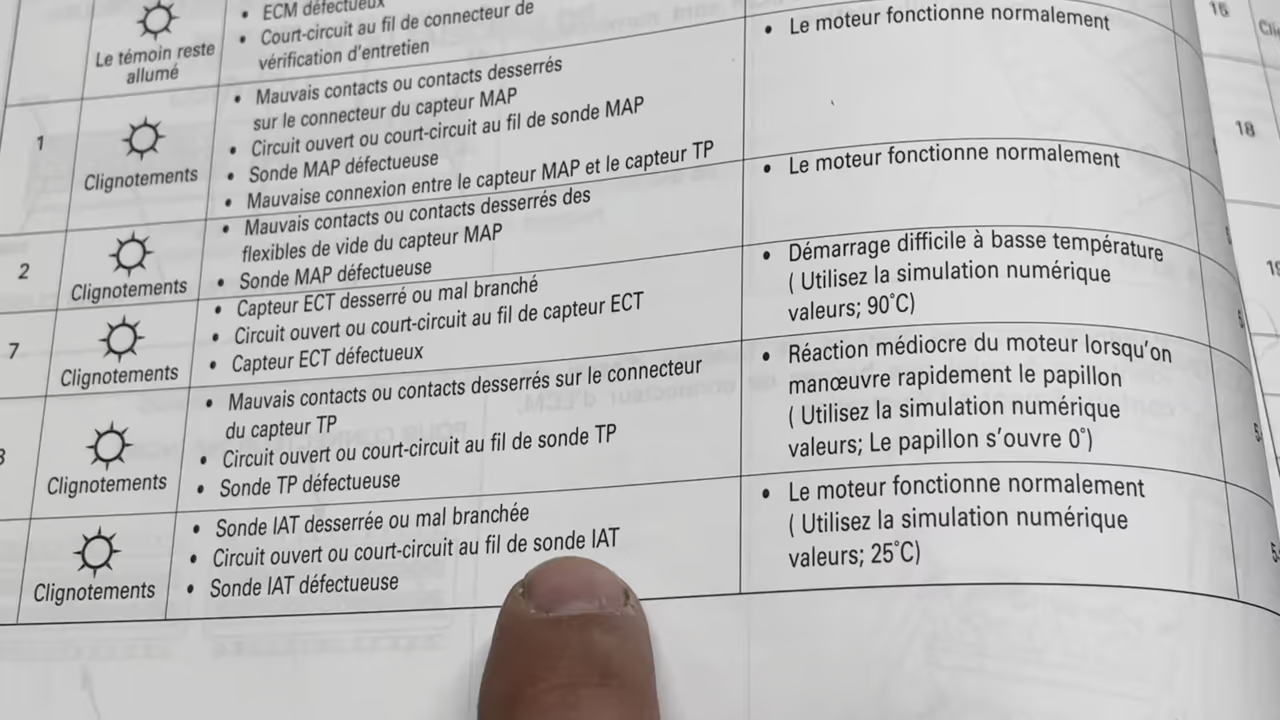 Le témoin reste
allumé
• ECM défectueux
• Court-circuit au fil de connecteur de
vérification d'entretien
• Le moteur fonctionne normalement
1
Clignotements
• Mauvais contacts ou contacts desserrés
sur le connecteur du capteur MAP
• Circuit ouvert ou court-circuit au fil de sonde MAP
• Sonde MAP défectueuse
• Mauvaise connexion entre le capteur MAP et le capteur TP
• Le moteur fonctionne normalement
2
Clignotements
• Mauvais contacts ou contacts desserrés des
flexibles de vide du capteur MAP
• Sonde MAP défectueuse
• Démarrage difficile à basse température
( Utilisez la simulation numérique
valeurs; 90˚C)
7
Clignotements
• Capteur ECT desserré ou mal branché
• Circuit ouvert ou court-circuit au fil de capteur ECT
• Capteur ECT défectueux
• Réaction médiocre du moteur lorsqu'on
manœuvre rapidement le papillon
( Utilisez la simulation numérique
valeurs; Le papillon s'ouvre 0˚)
Clignotements
• Mauvais contacts ou contacts desserrés sur le connecteur
du capteur TP
• Circuit ouvert ou court-circuit au fil de sonde TP
• Sonde TP défectueuse
• Le moteur fonctionne normalement
( Utilisez la simulation numérique
valeurs; 25˚C)
Clignotements
• Sonde IAT desserrée ou mal branchée
• Circuit ouvert ou court-circuit au fil de sonde IAT
• Sonde IAT défectueuse
18